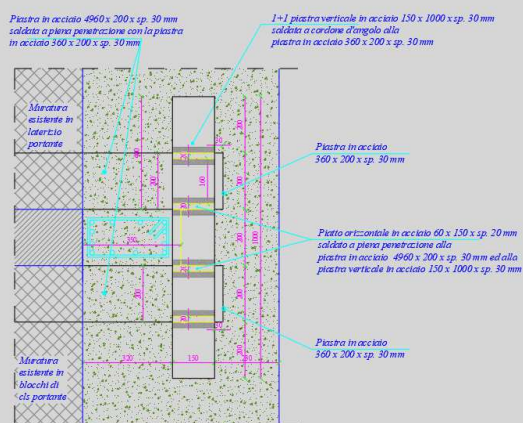 Piastra in acciaio 4960 x 200 x sp. 30 mm
saldata a piena penetrazione con la piastra
in acciaio 360 x 200 x sp. 30 mm
1+1 piastra verticale in acciaio 150 x 1000 x sp. 30 mm
saldata a cordone d'angolo alla
piastra in acciaio 360 x 200 x sp. 30 mm
Muratura
esistente in
laterizio
portante
Piastra in acciaio
360 x 200 x sp. 30 mm
Piatto orizzontale in acciaio 60 x 150 x sp. 20 mm
saldato a piena penetrazione alla
piastra in acciaio 4960 x 200 x sp. 30 mm ed alla
piastra verticale in acciaio 150 x 1000 x sp. 30 mm
Piastra in acciaio
360 x 200 x sp. 30 mm
Muratura
esistente in
blocchi di
cls portante
200
200
160
200
1000
200
200
200
150